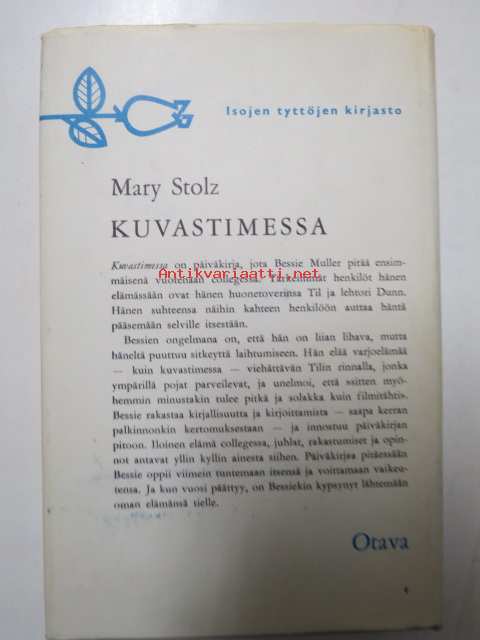 Isojen tyttöjen kirjasto
Mary Stolz
KUVASTIMESSA
Kuvastimessa on päiväkirja, jota Bessie Muller pitää ensim-
mäisenä vuotenaan collegessa. Tärkeimmät henkilöt hänen
Antikvariaatti.net
elämässään ovat hänen huonetoverinsa Til ja lehtori Dunn.
Hänen suhteensa näihin kahteen henkilöön auttaa häntä
pääsemään selville itsestään.
Bessien ongelmana on, että hän on liian lihava, mutta
häneltä puuttuu sitkeyttä laihtumiseen. Hän elää varjoelämää
— kuin kuvastimessa — viehättävän Tilin rinnalla, jonka
ympärillä pojat parveilevat, ja unelmoi, että »sitten myö-
hemmin minustakin tulee pitkä ja solakka kuin filmitähti».
Bessie rakastaa kirjallisuutta ja kirjoittamista — saapa kerran
palkinnonkin kertomuksestaan — ja innostuu päiväkirjan
pitoon. Iloinen elämä collegessa, juhlat, rakastumiset ja opin-
not antavat yllin kyllin ainesta siihen. Päiväkirjaa pitäessään
Bessie oppii viimein tuntemaan itsensä ja voittamaan vaikeu-
tensa. Ja kun vuosi päättyy, on Bessiekin kypsynyt lähtemään
oman elämänsä tielle.
Otava